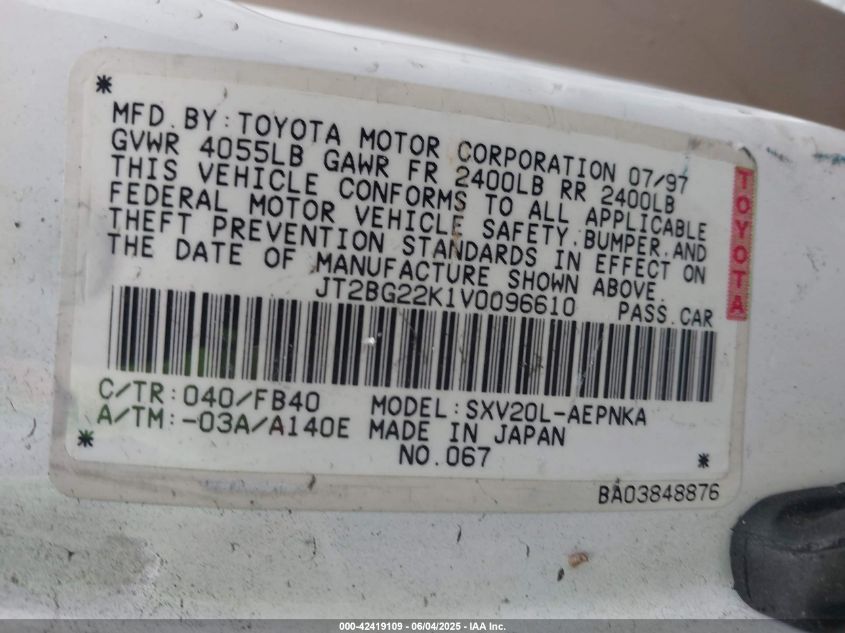 MFD. BY: TOYOTA MOTOR CORPORATION 07/97
GVWR 4055LB GAWR FR 2400LB RR 2400LB
THIS VEHICLE CONFORMS TO ALL APPLICABLE
FEDERAL MOTOR VEHICLE SAFETY, BUMPER, AND
THEFT PREVENTION STANDARDS IN EFFECT ON
THE DATE OF MANUFACTURE SHOWN ABOVE.
JT2BG22K1V0096610 PASS. CAR
C/TR: 040/FB40 MODEL: SXV20L-AEPNKA
A/TM: -03A/A140E MADE IN JAPAN
NO. 067
BA03848876
TOYOTA
000-42419109 - 06/04/2025 - IAA Inc.